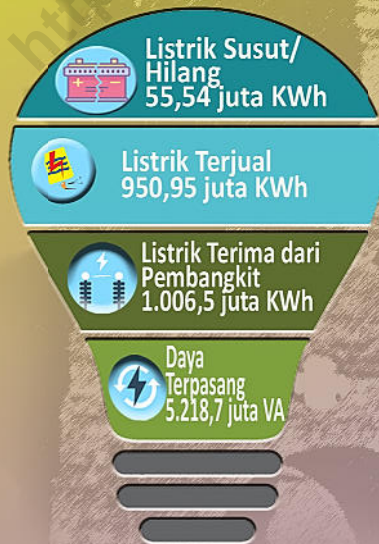 Listrik Susut/
Hilang
55,54 juta KWh
Listrik Terjual
950,95 juta KWh
Listrik Terima dari
Pembangkit
1.006,5 juta KWh
Daya
Terpasang
5.218,7 juta VA